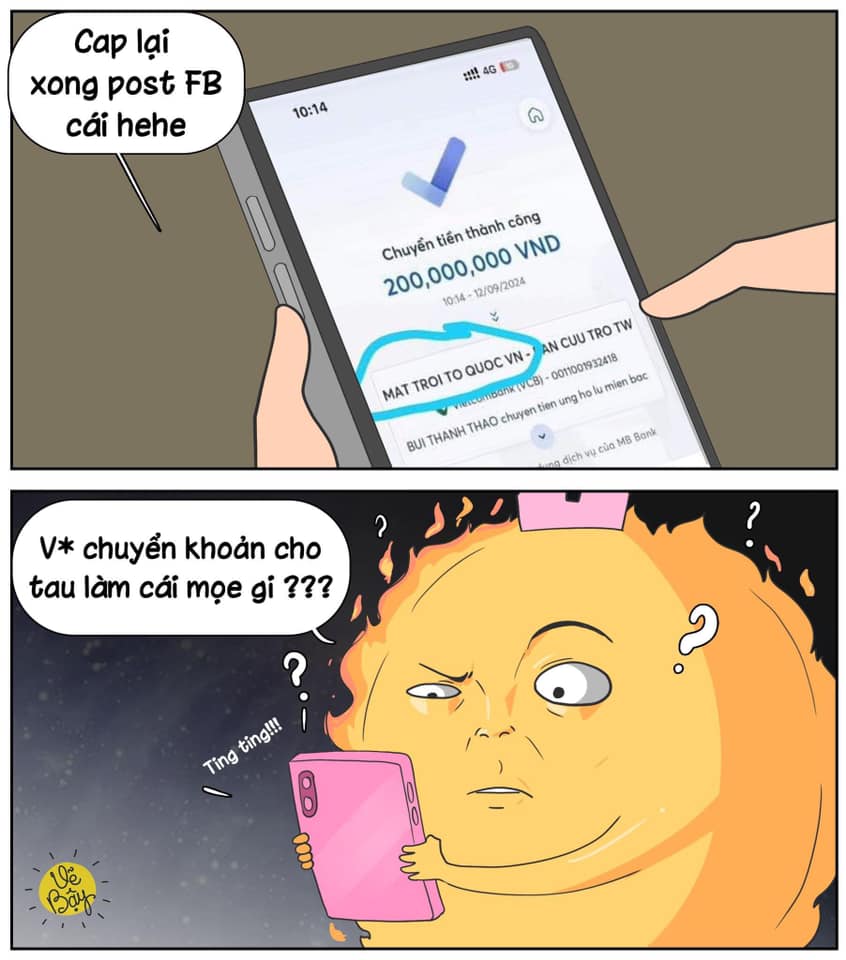 Cap lại
xong post FB
cái hehe
10:14
4G
Chuyển tiền thành công
200,000,000 VND
10:14 - 12/09/2024
MAT TROI TO QUOC VN - BAN CUU TRO TW
Vietcombank (VCB) - 0011001932418
BUI THANH THAO chuyen tien ung ho lu mien bac
dụng dịch vụ của MB Bank
V* chuyển khoản cho
tau làm cái mọe gi ???
?
?
?
?
Ting ting!!!
Vẽ
Bậy